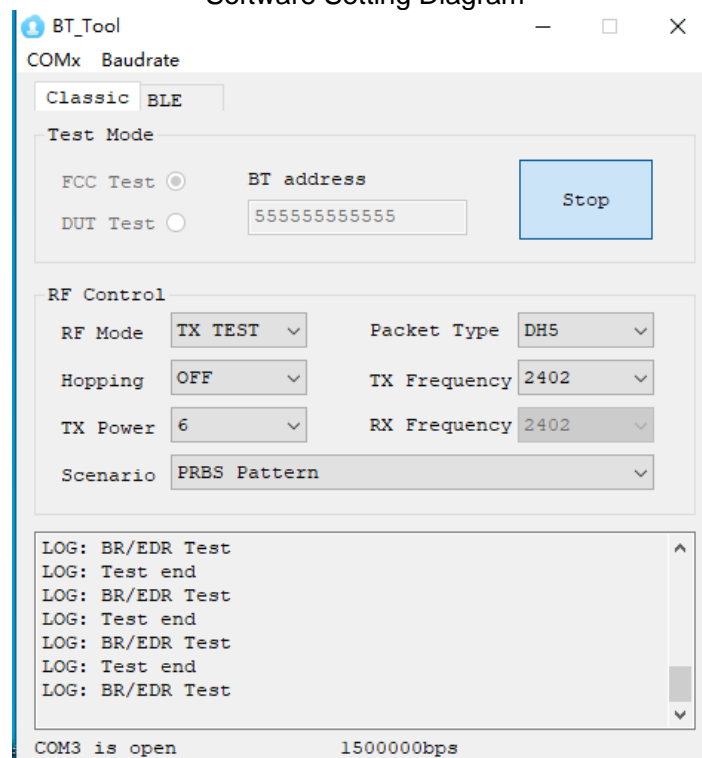 Software Setting Diagram
BT_Tool
COMx Baudrate
Classic BLE
Test Mode
FCC Test BT address
555555555555 Stop
DUT Test
RF Control
RF Mode TX TEST Packet Type DH5
Hopping OFF TX Frequency 2402
TX Power 6 RX Frequency 2402
Scenario PRBS Pattern
LOG: BR/EDR Test
LOG: Test end
LOG: BR/EDR Test
LOG: Test end
LOG: BR/EDR Test
LOG: Test end
LOG: BR/EDR Test
COM3 is open 1500000bps